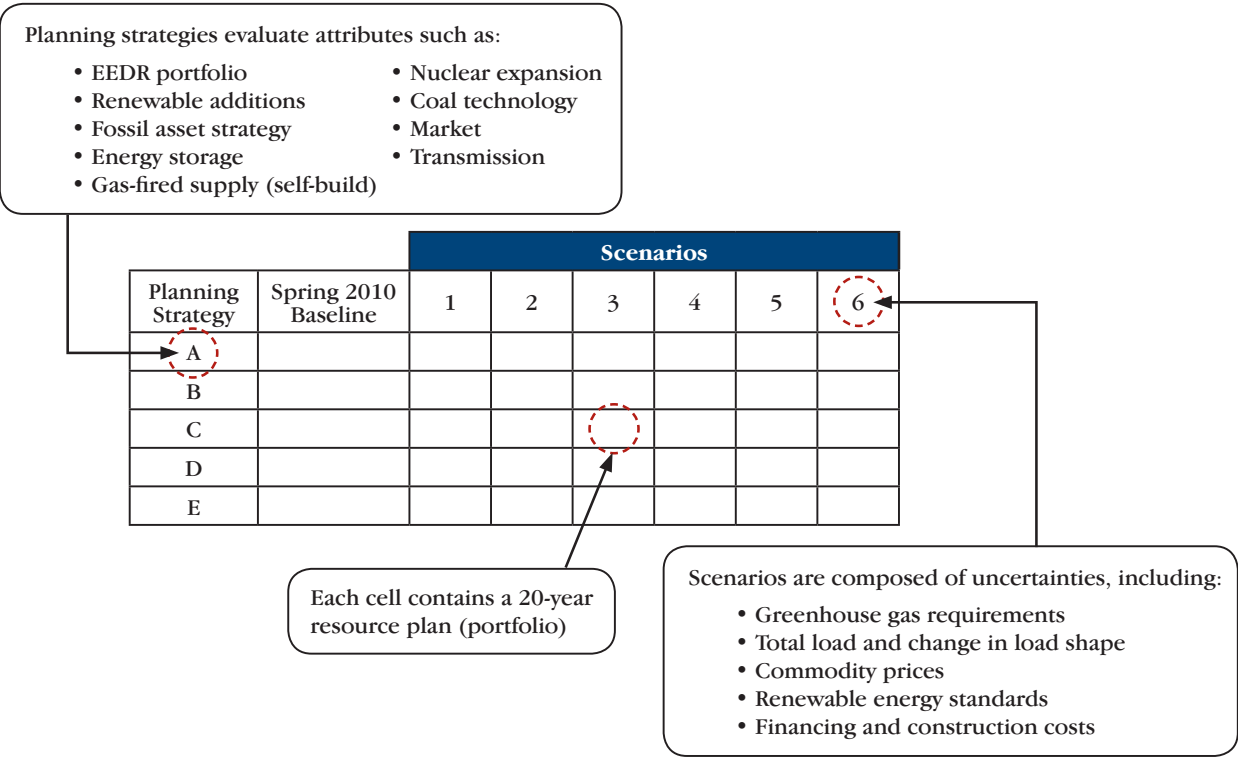 Planning strategies evaluate attributes such as:
• EEDR portfolio
• Renewable additions
• Fossil asset strategy
• Energy storage
• Gas-fired supply (self-build)
• Nuclear expansion
• Coal technology
• Market
• Transmission
Scenarios
Planning
Strategy
Spring 2010
Baseline
1 2 3 4 5 6
A
B
C
D
E
Each cell contains a 20-year
resource plan (portfolio)
Scenarios are composed of uncertainties, including:
• Greenhouse gas requirements
• Total load and change in load shape
• Commodity prices
• Renewable energy standards
• Financing and construction costs